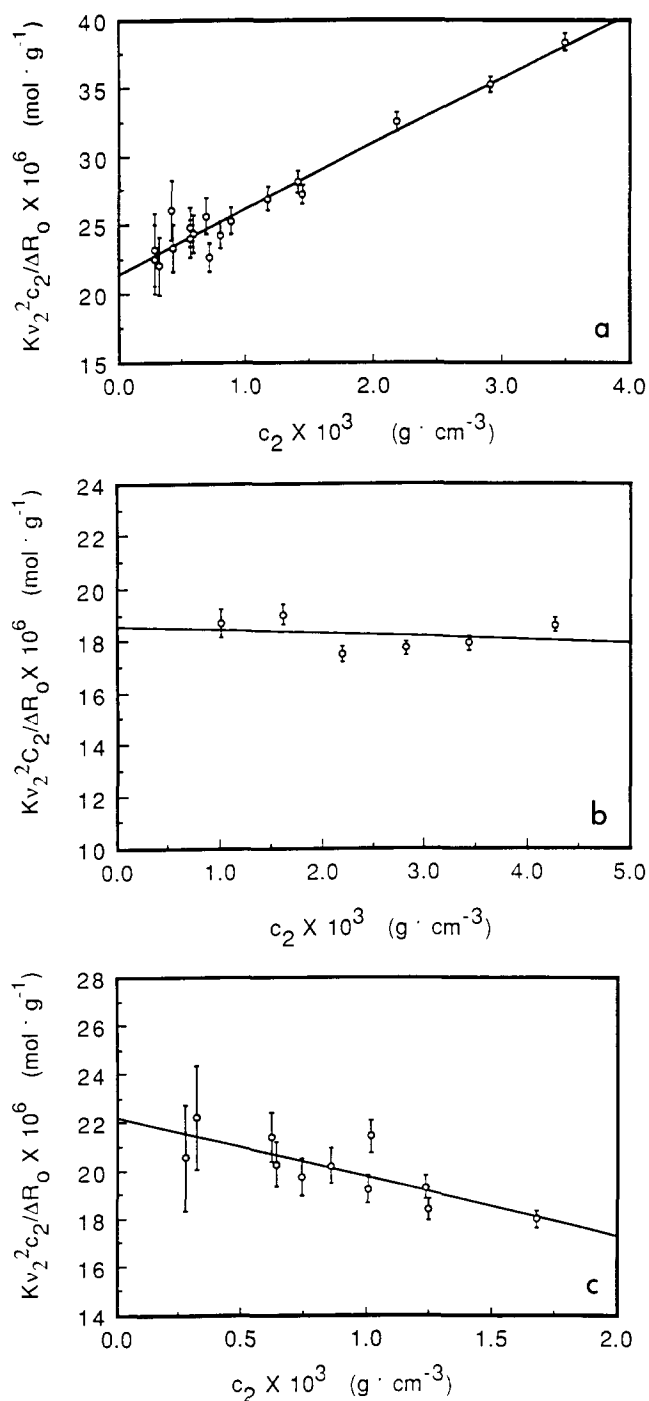 40
35
30
25
20
15
Kν₂²c₂/ΔR₀ X 10⁶ (mol · g⁻¹)
a
0.0 1.0 2.0 3.0 4.0
c₂ X 10³ (g · cm⁻³)
24
22
20
18
16
14
12
10
Kν₂²C₂/ΔR₀ X 10⁶ (mol · g⁻¹)
b
0.0 1.0 2.0 3.0 4.0 5.0
c₂ X 10³ (g · cm⁻³)
28
26
24
22
20
18
16
14
Kν₂²c₂/ΔR₀ X 10⁶ (mol · g⁻¹)
c
0.0 0.5 1.0 1.5 2.0
c₂ X 10³ (g · cm⁻³)